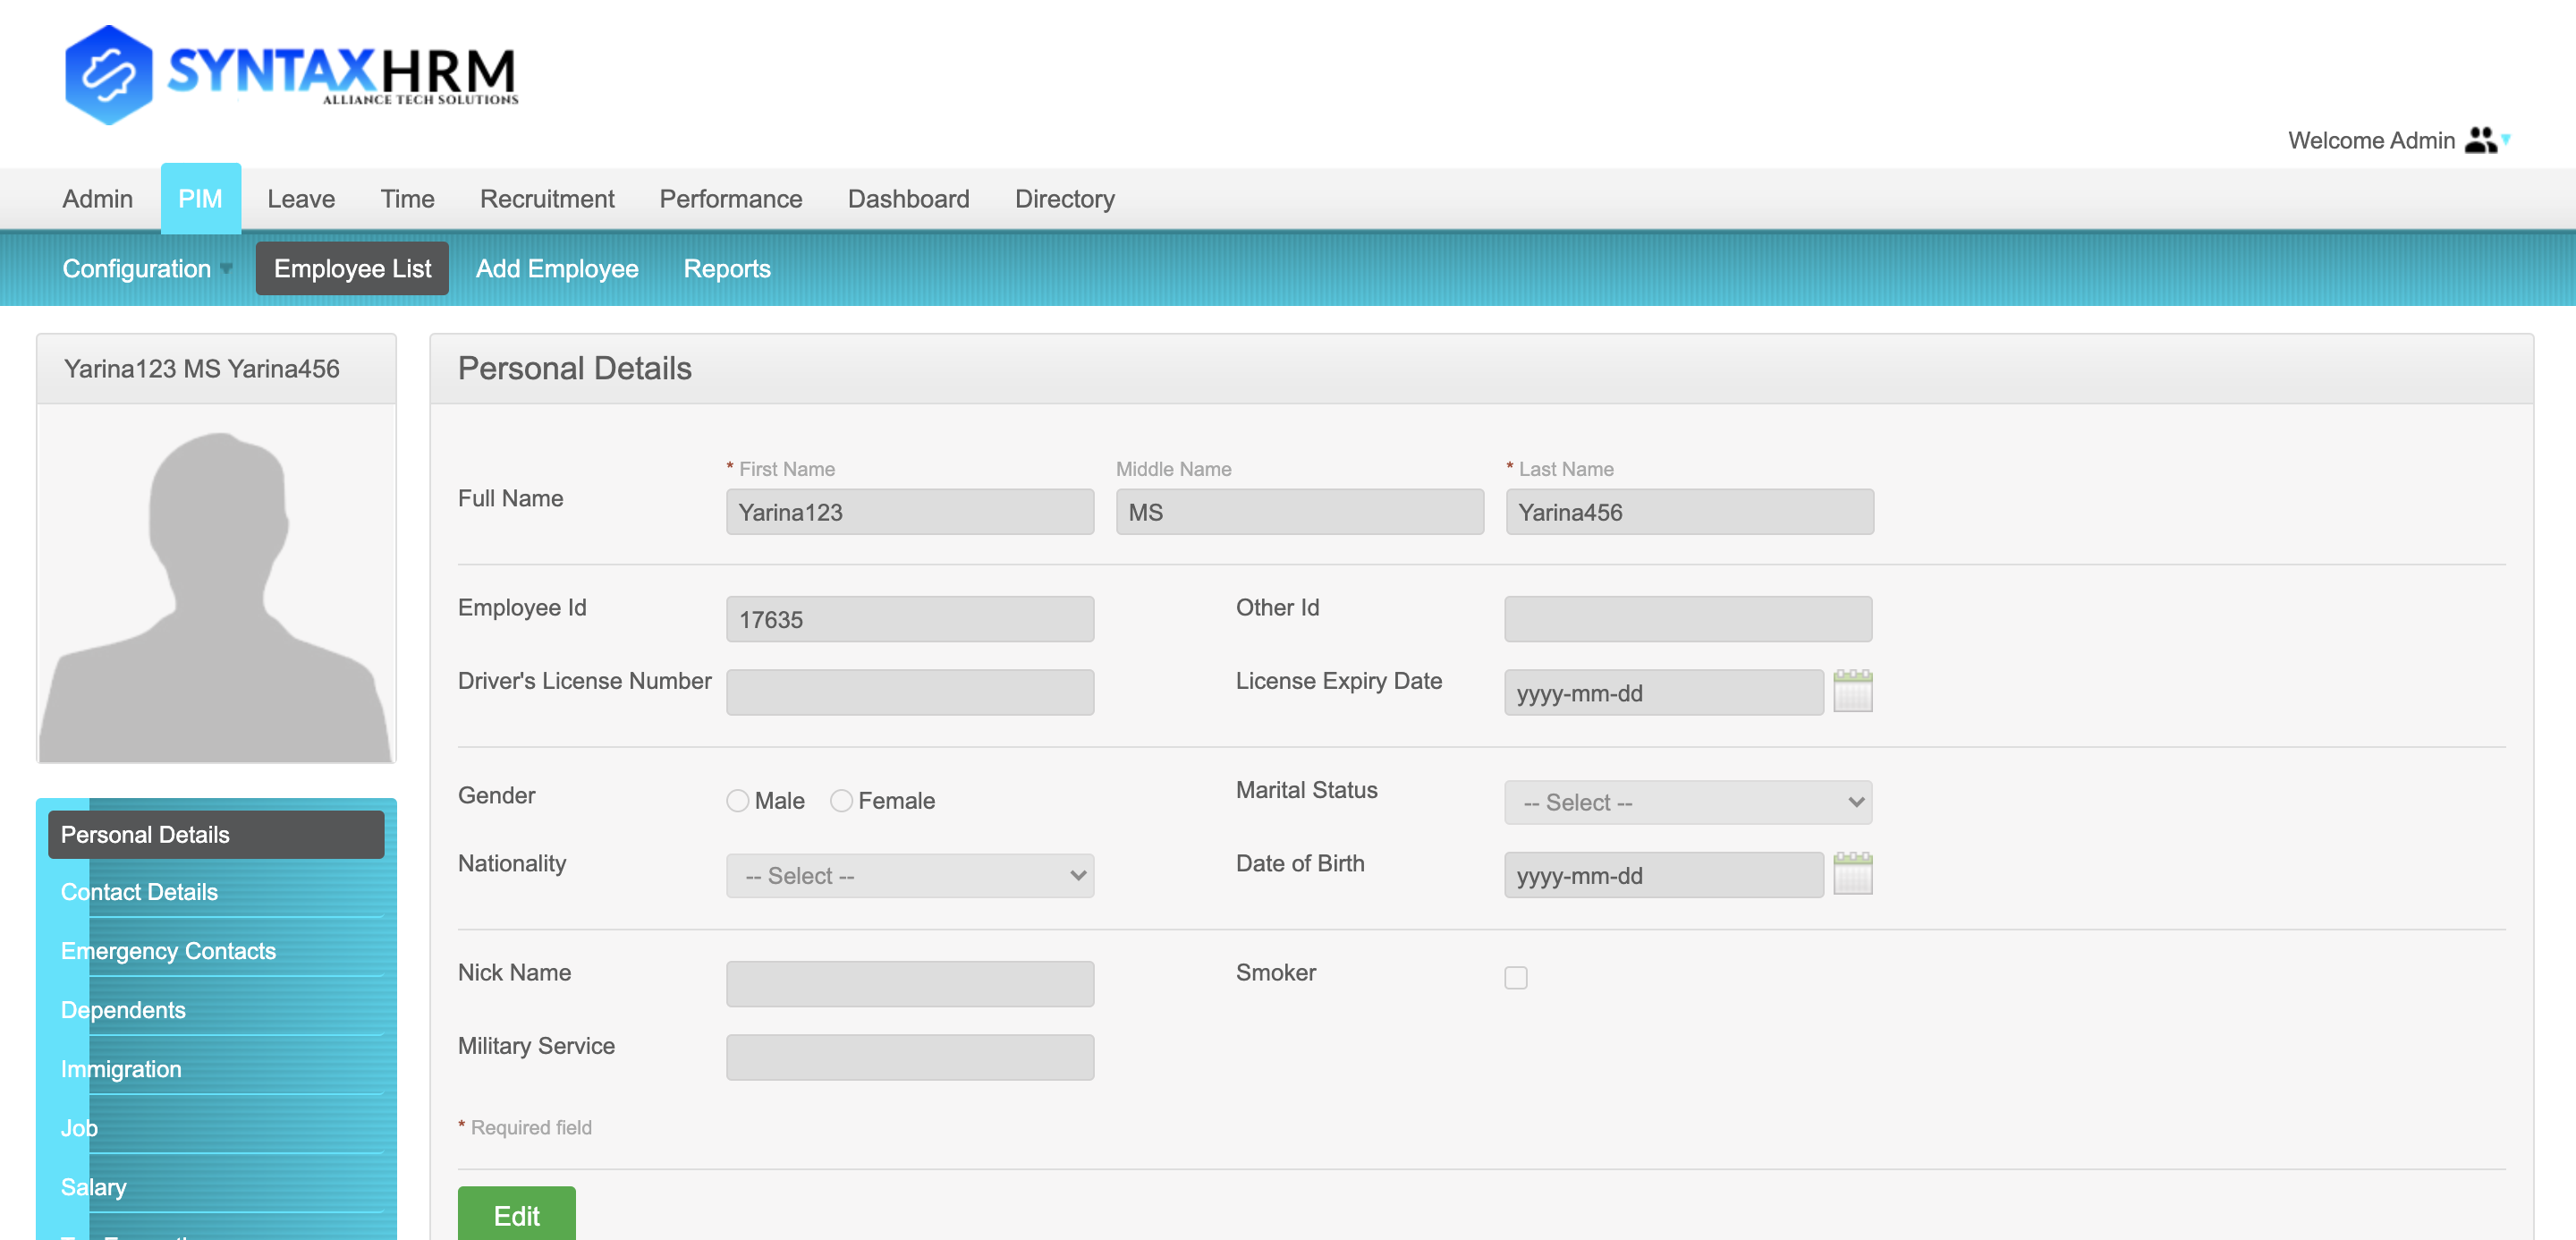 SYNTAXHRM
ALLIANCE TECH SOLUTIONS
Welcome Admin
Admin PIM Leave Time Recruitment Performance Dashboard Directory
Configuration Employee List Add Employee Reports
Yarina123 MS Yarina456
Personal Details
Contact Details
Emergency Contacts
Dependents
Immigration
Job
Salary
Personal Details
* First Name Middle Name * Last Name
Full Name Yarina123 MS Yarina456
Employee Id 17635 Other Id
Driver's License Number License Expiry Date yyyy-mm-dd
Gender Male Female Marital Status -- Select --
Nationality -- Select -- Date of Birth yyyy-mm-dd
Nick Name Smoker
Military Service
* Required field
Edit